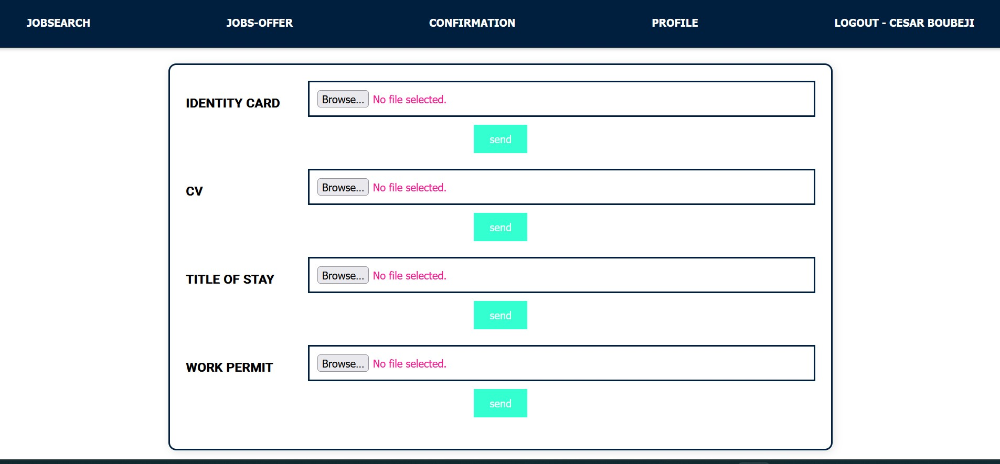 JOBSEARCH JOBS-OFFER CONFIRMATION PROFILE LOGOUT - CESAR BOUBEJI
IDENTITY CARD Browse... No file selected.
send
CV Browse... No file selected.
send
TITLE OF STAY Browse... No file selected.
send
WORK PERMIT Browse... No file selected.
send